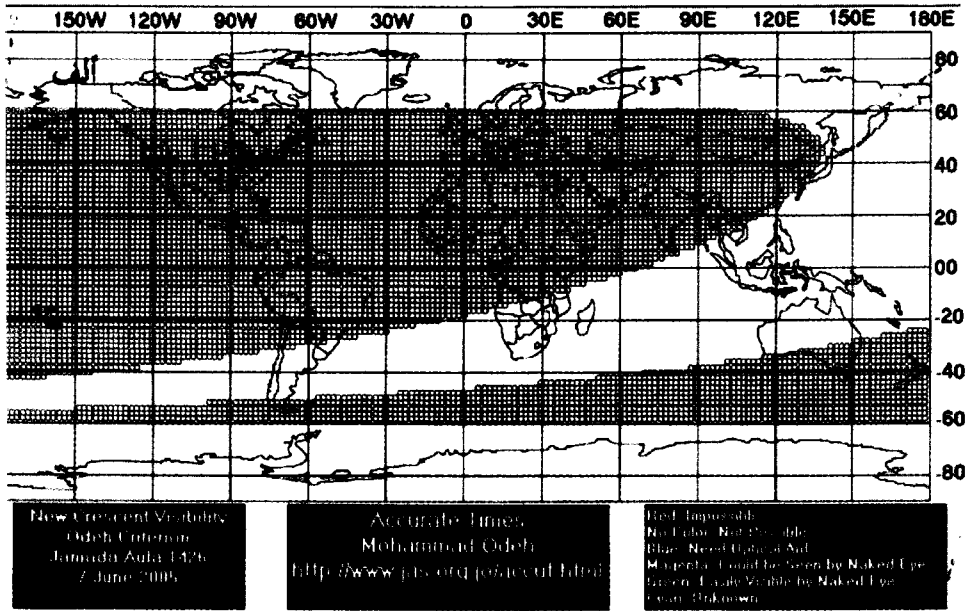 150W 120W 90W 60W 30W 0 30E 60E 90E 120E 150E 180E
ألف
80
60
40
20
00
-20
-40
-60
-80
New Crescent Visibility
Odeh Criterion
Jamada Aula 1426
7 June 2005
Accurate Times
Mohammad Odeh
http://www.jas.org.jo/accut.html
Red: Impossible
No Color: Not Possible
Blue: Need Optical Aid
Magenta: Could be Seen by Naked Eye
Green: Easily Visible by Naked Eye
Cyan: Unknown